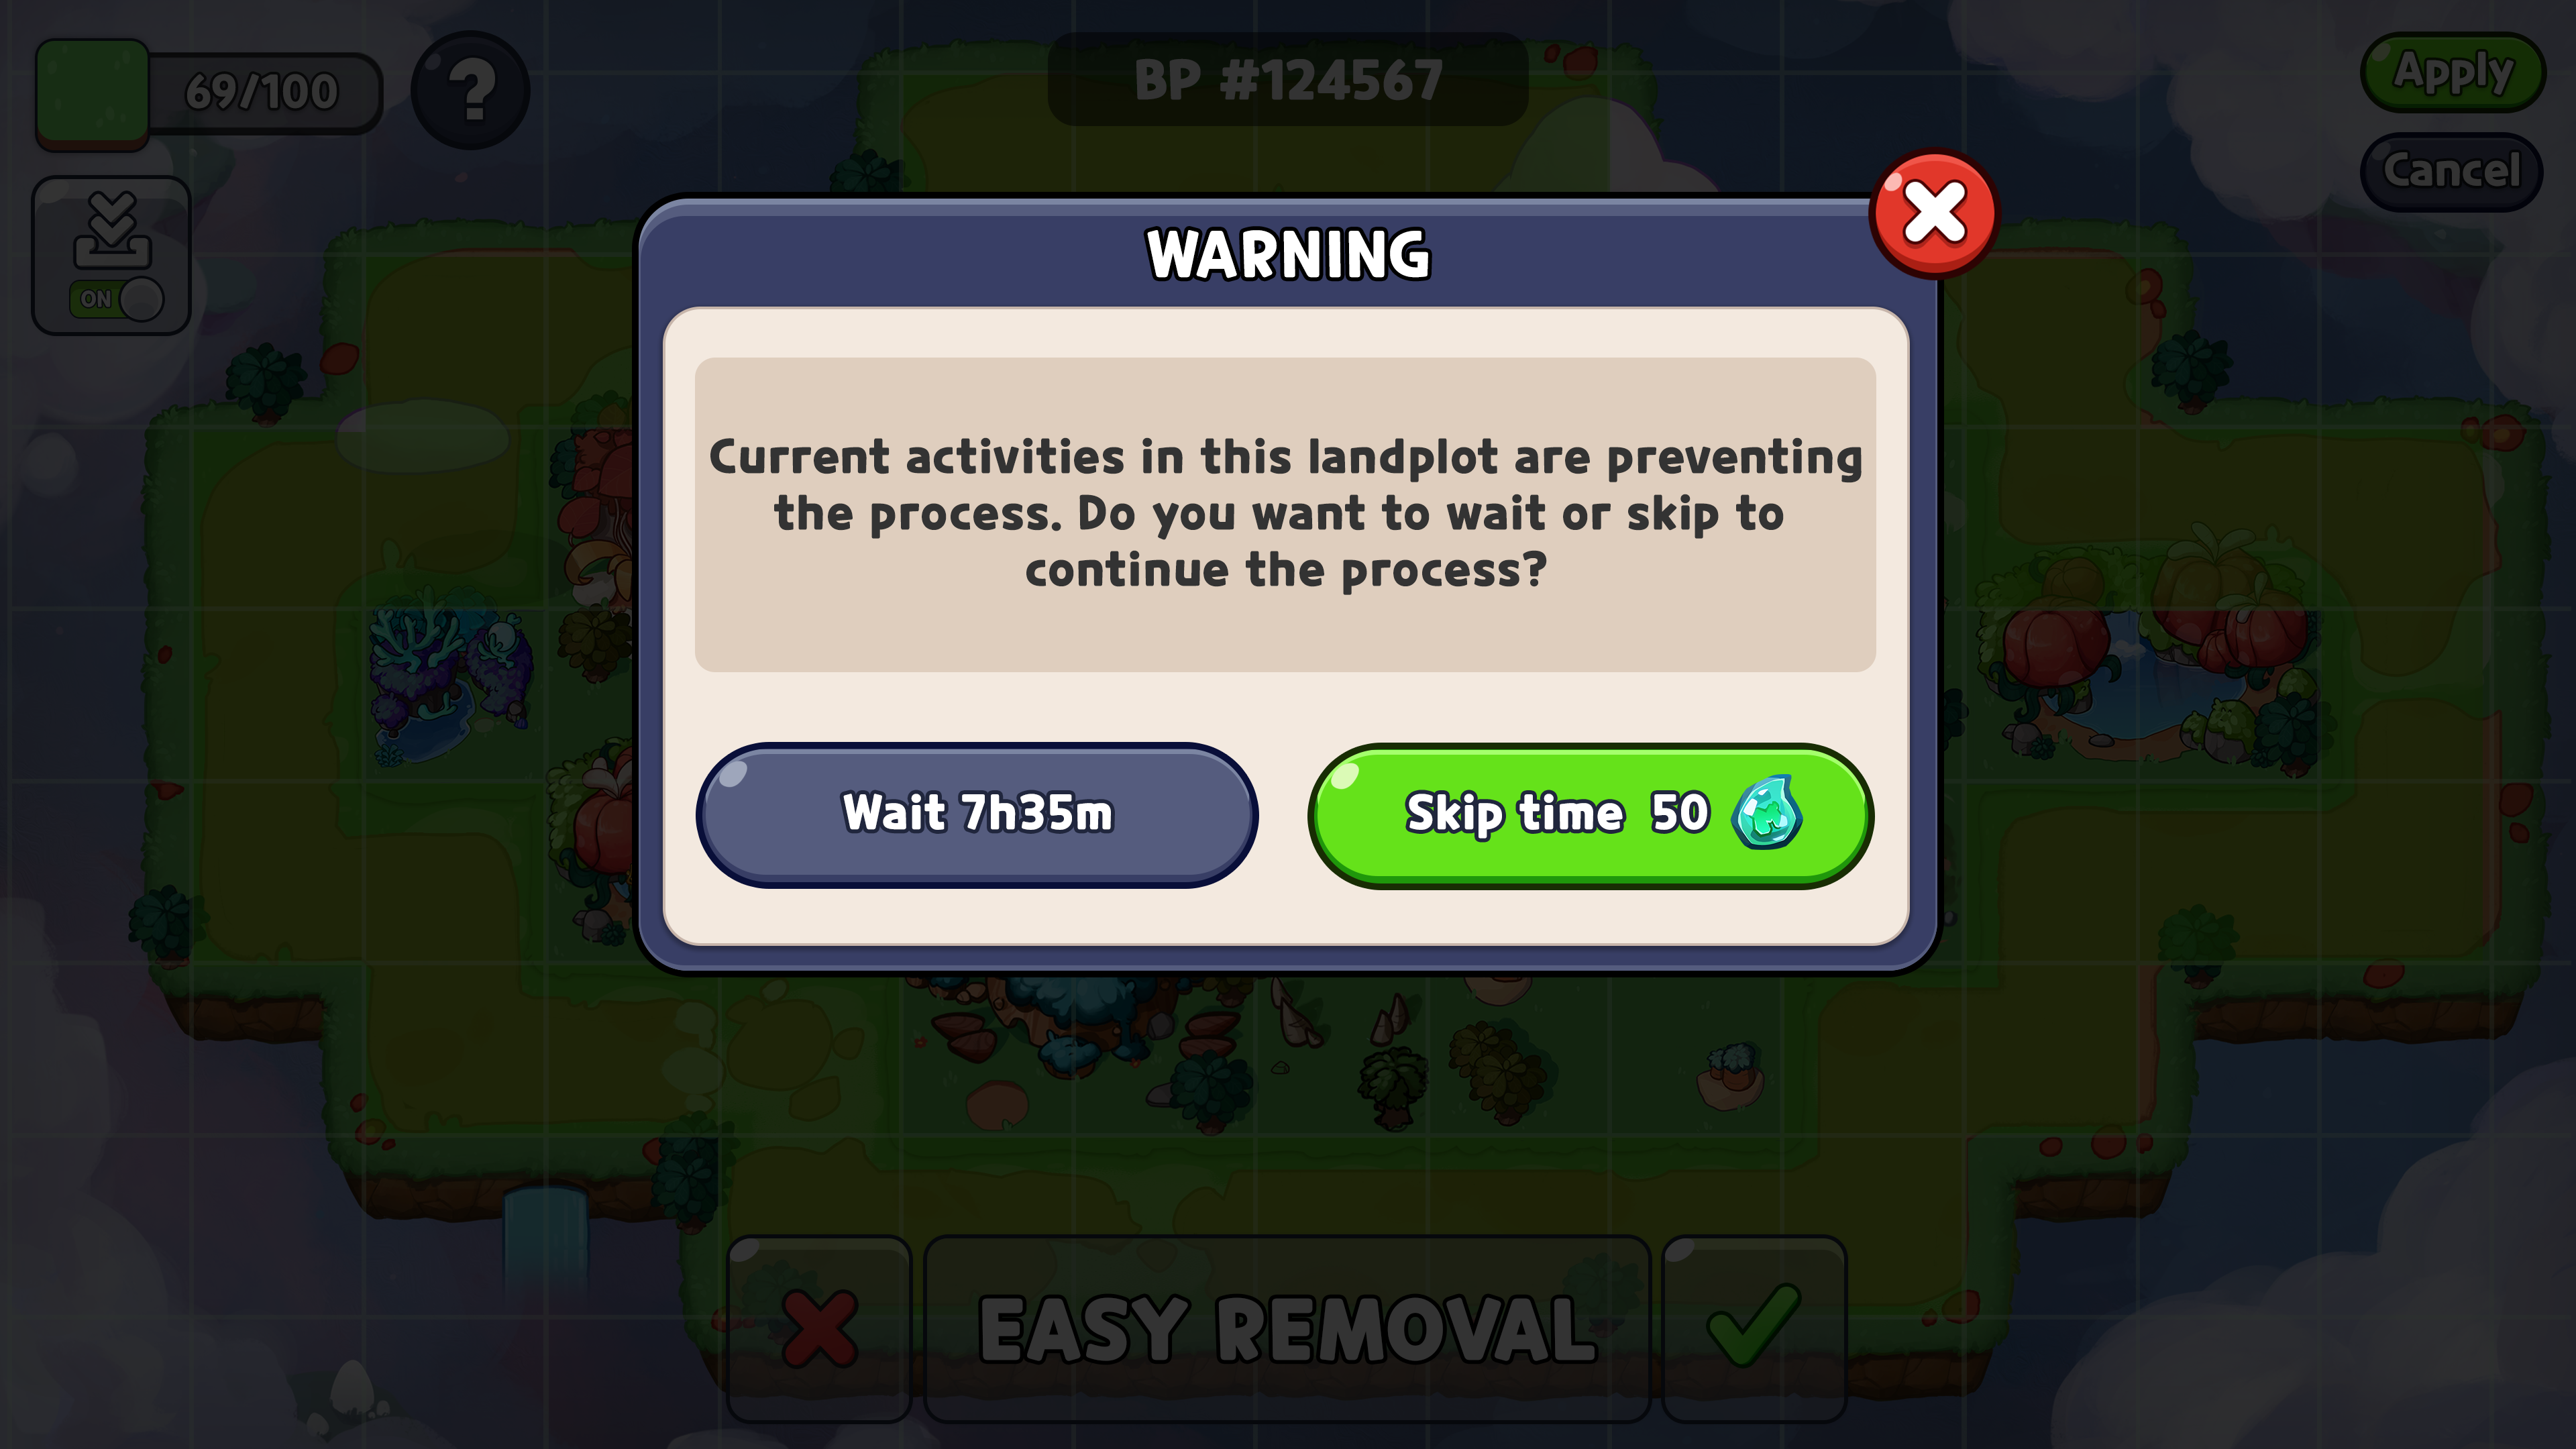 69/100
?
BP #124567
Apply
Cancel
ON
WARNING
Current activities in this landplot are preventing
the process. Do you want to wait or skip to
continue the process?
Wait 7h35m
Skip time 50
EASY REMOVAL